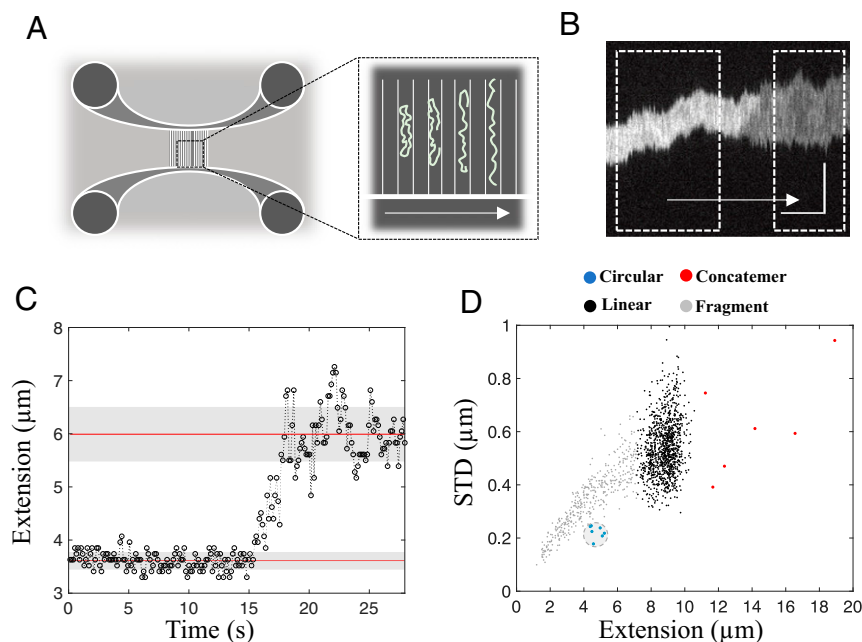 A
B
C
8
7
6
5
4
3
Extension (μm)
0
5
10
15
20
25
Time (s)
Circular
Concatemer
Linear
Fragment
D
1
0.8
0.6
0.4
0.2
0
STD (μm)
0
2
4
6
8
10
12
14
16
18
20
Extension (μm)